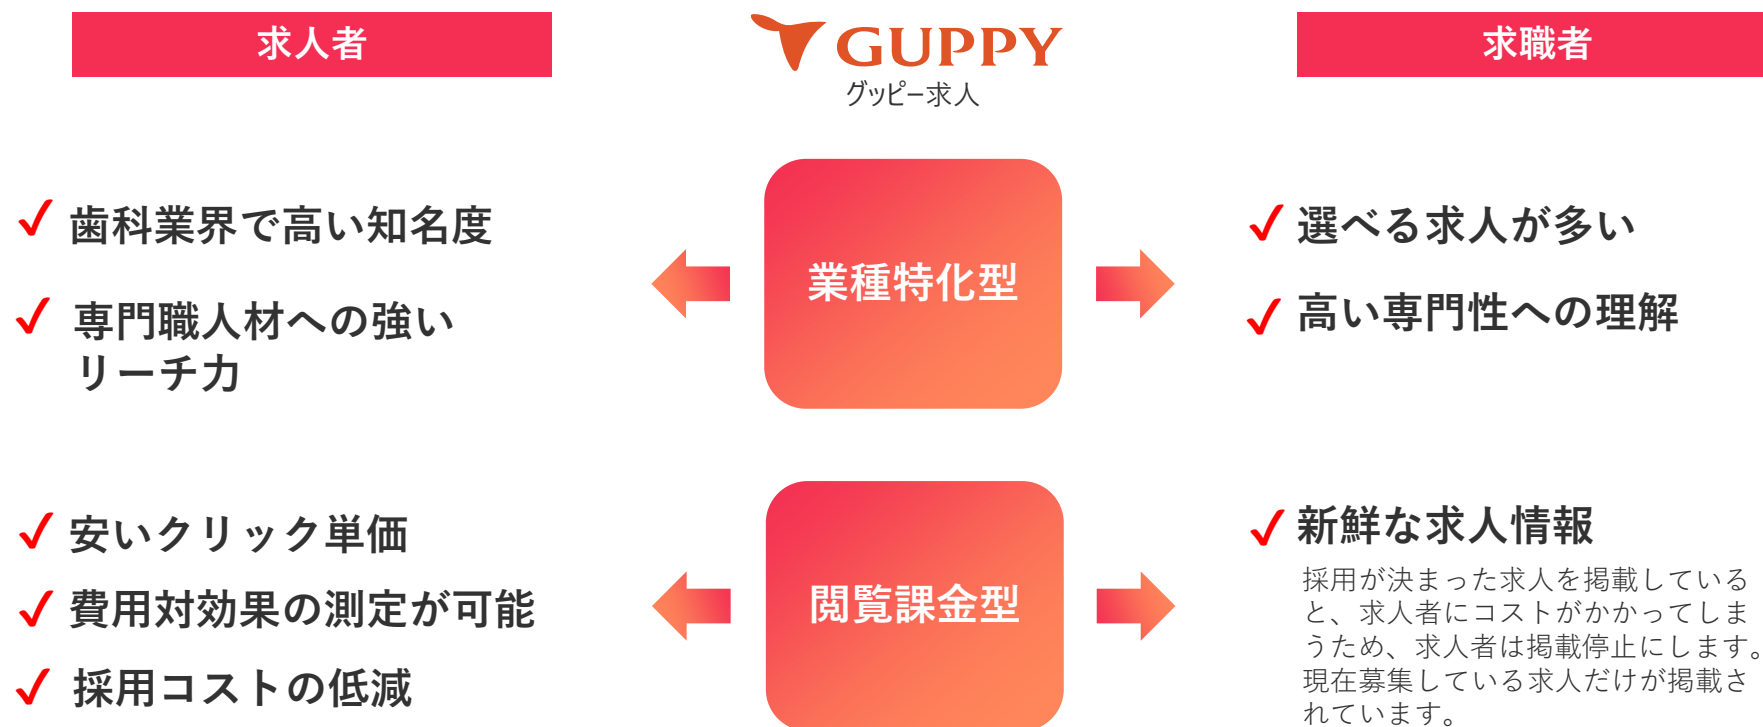 求人者
GUPPY
グッピー求人
求職者
歯科業界で高い知名度
専門職人材への強い
リーチ力
業種特化型
選べる求人が多い
高い専門性への理解
安いクリック単価
費用対効果の測定が可能
採用コストの低減
閲覧課金型
新鮮な求人情報
採用が決まった求人を掲載している
と、求人者にコストがかかってしま
うため、求人者は掲載停止にします。
現在募集している求人だけが掲載さ
れています。